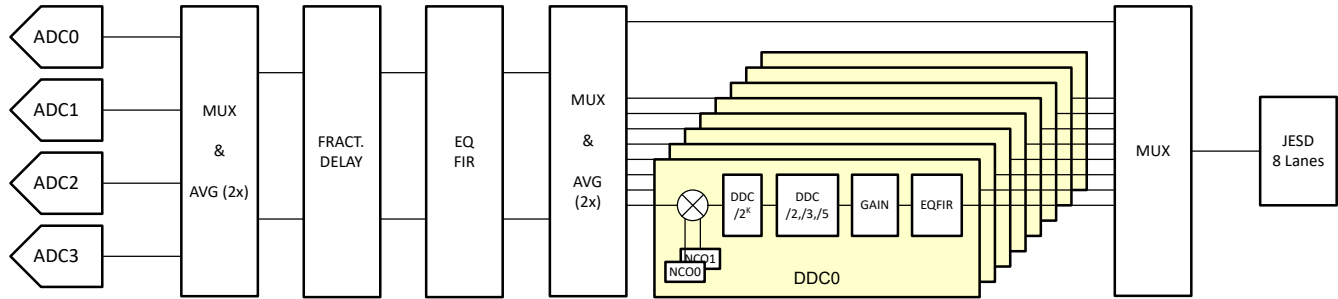 ADC0
ADC1
ADC2
ADC3
MUX
&
AVG (2x)
FRACT.
DELAY
EQ
FIR
MUX
&
AVG
(2x)
DDC
/2ᴷ
DDC
/2,/3,/5
GAIN
EQFIR
NCO1
NCO0
DDC0
MUX
JESD
8 Lanes